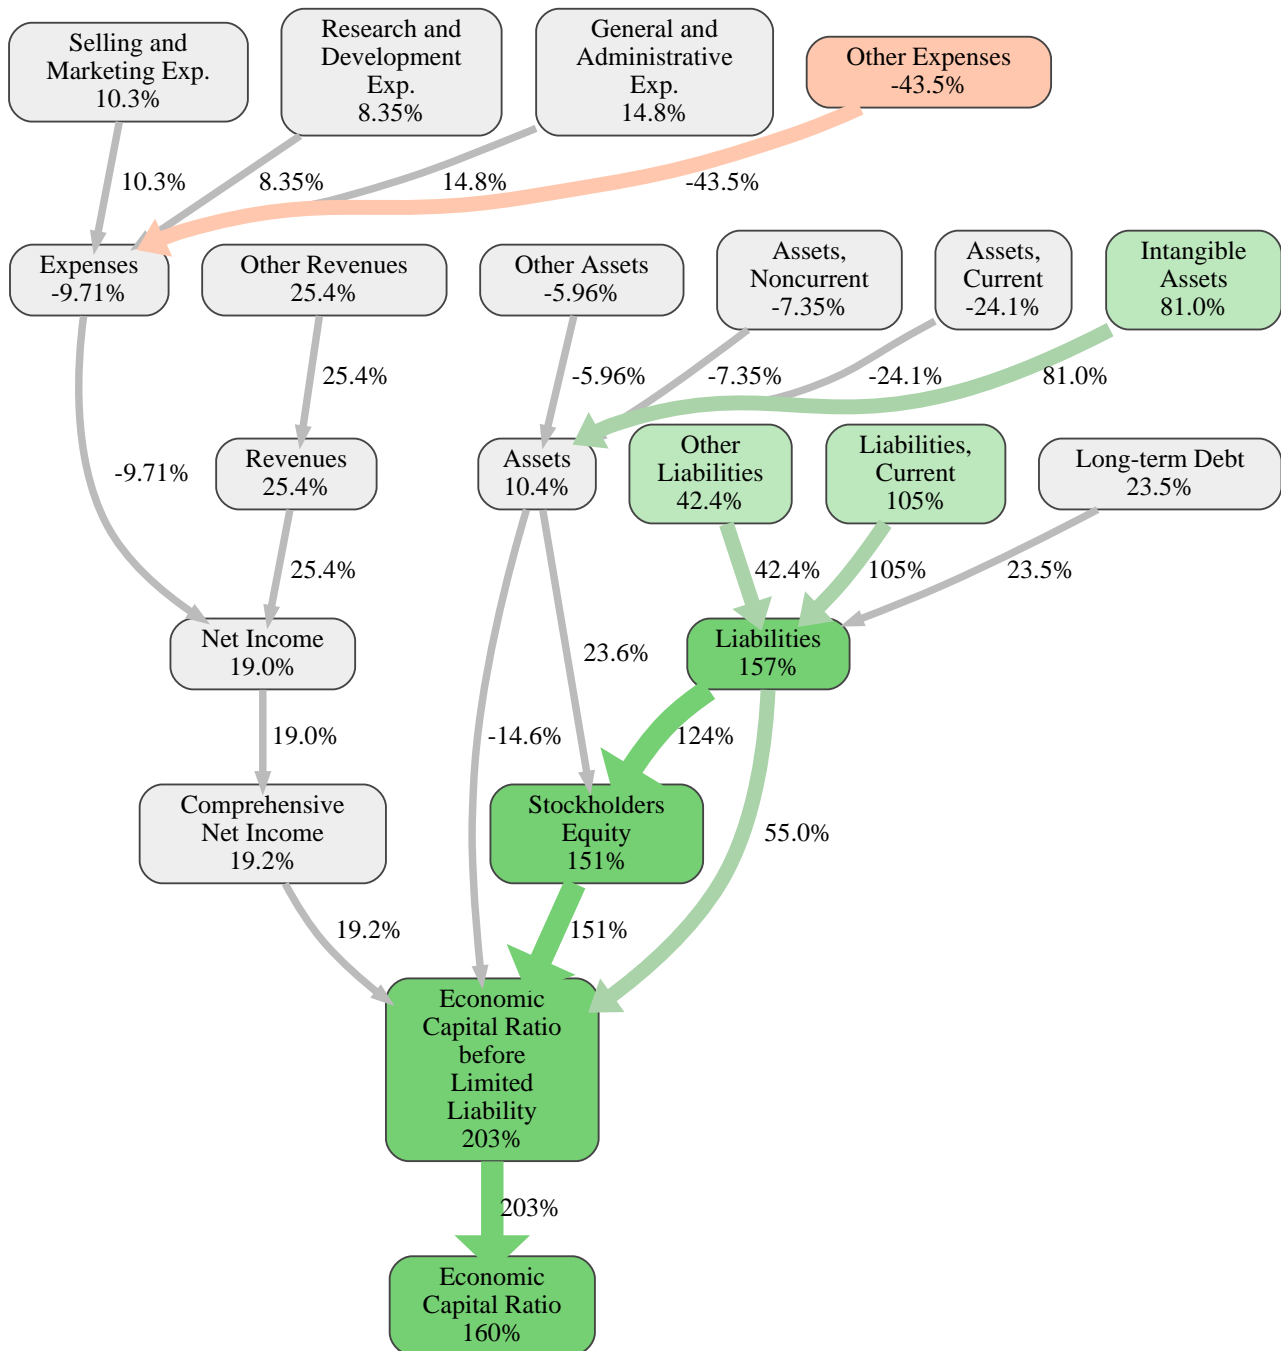 Selling and
Marketing Exp.
10.3%
Research and
Development
Exp.
8.35%
General and
Administrative
Exp.
14.8%
Other Expenses
-43.5%
10.3%
8.35%
14.8%
-43.5%
Expenses
-9.71%
Other Revenues
25.4%
Other Assets
-5.96%
Assets,
Noncurrent
-7.35%
Assets,
Current
-24.1%
Intangible
Assets
81.0%
25.4%
-5.96%
-7.35%
-24.1%
81.0%
-9.71%
Revenues
25.4%
Assets
10.4%
Other
Liabilities
42.4%
Liabilities,
Current
105%
Long-term Debt
23.5%
25.4%
42.4%
105%
23.5%
Net Income
19.0%
23.6%
Liabilities
157%
19.0%
-14.6%
124%
Comprehensive
Net Income
19.2%
Stockholders
Equity
151%
55.0%
19.2%
151%
Economic
Capital Ratio
before
Limited
Liability
203%
203%
Economic
Capital Ratio
160%